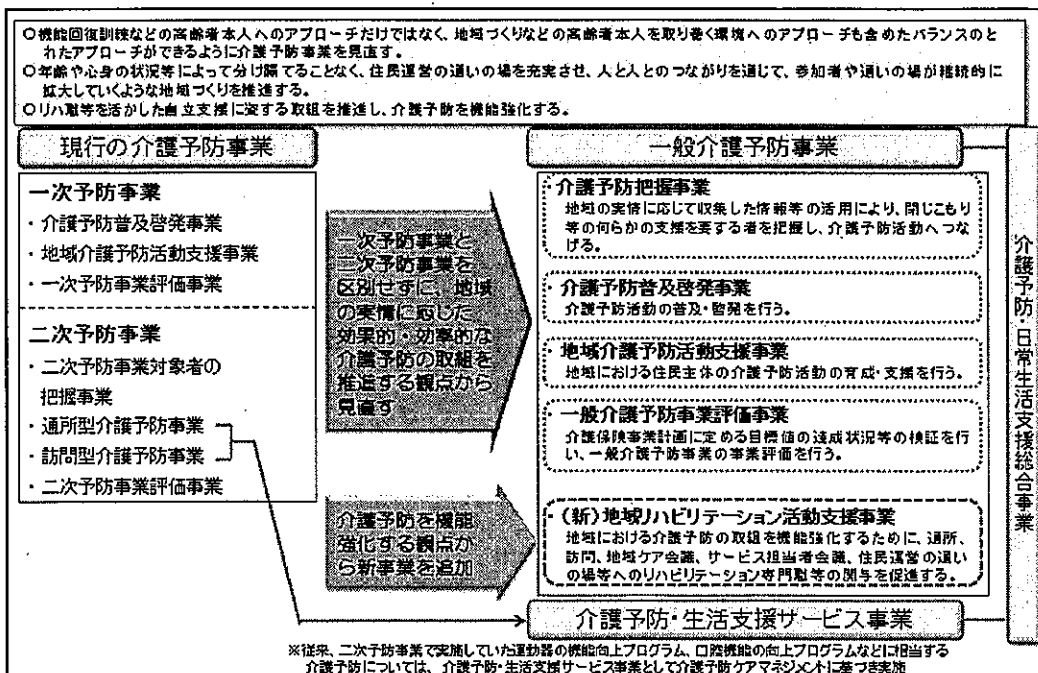 ○機能回復訓練などの高齢者本人へのアプローチだけではなく、地域づくりなどの高齢者本人を取り巻く環境へのアプローチも含めたバランスのと
れたアプローチができるように介護予防事業を見直す。
○年齢や心身の状況等によって分け隔てることなく、住民運営の通いの場を充実させ、人と人とのつながりを通じて、参加者や通いの場が継続的に
拡大していくような地域づくりを推進する。
○リハ職等を活かした自立支援に資する取組を推進し、介護予防を機能強化する。
現行の介護予防事業
一次予防事業
・介護予防普及啓発事業
・地域介護予防活動支援事業
・一次予防事業評価事業
二次予防事業
・二次予防事業対象者の
把握事業
・通所型介護予防事業
・訪問型介護予防事業
・二次予防事業評価事業
一次予防事業と
二次予防事業を
区別せずに、地域
の実情に応じた
効果的・効率的な
介護予防の取組を
推進する観点から
見直す
介護予防を機能
強化する観点か
ら新事業を追加
一般介護予防事業
・介護予防把握事業
地域の実情に応じて収集した情報等の活用により、閉じこもり
等の何らかの支援を要する者を把握し、介護予防活動へつな
げる。
・介護予防普及啓発事業
介護予防活動の普及・啓発を行う。
・地域介護予防活動支援事業
地域における住民主体の介護予防活動の育成・支援を行う。
・一般介護予防事業評価事業
介護保険事業計画に定める目標値の達成状況等の検証を行
い、一般介護予防事業の事業評価を行う。
・（新）地域リハビリテーション活動支援事業
地域における介護予防の取組を機能強化するために、通所、
訪問、地域ケア会議、サービス担当者会議、住民運営の通い
の場等へのリハビリテーション専門職等の関与を促進する。
介護予防・生活支援サービス事業
介護予防・日常生活支援総合事業
※従来、二次予防事業で実施していた運動器の機能向上プログラム、口腔機能の向上プログラムなどに相当する
介護予防については、介護予防・生活支援サービス事業として介護予防ケアマネジメントに基づき実施